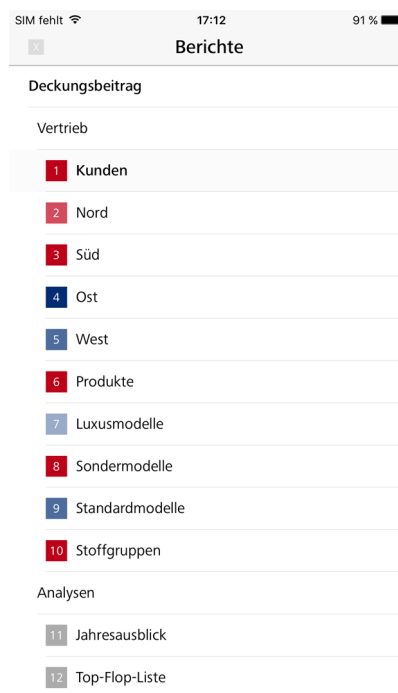 SIM fehlt 17:12 91 %
X Berichte
Deckungsbeitrag
Vertrieb
1 Kunden
2 Nord
3 Süd
4 Ost
5 West
6 Produkte
7 Luxusmodelle
8 Sondermodelle
9 Standardmodelle
10 Stoffgruppen
Analysen
11 Jahresausblick
12 Top-Flop-Liste